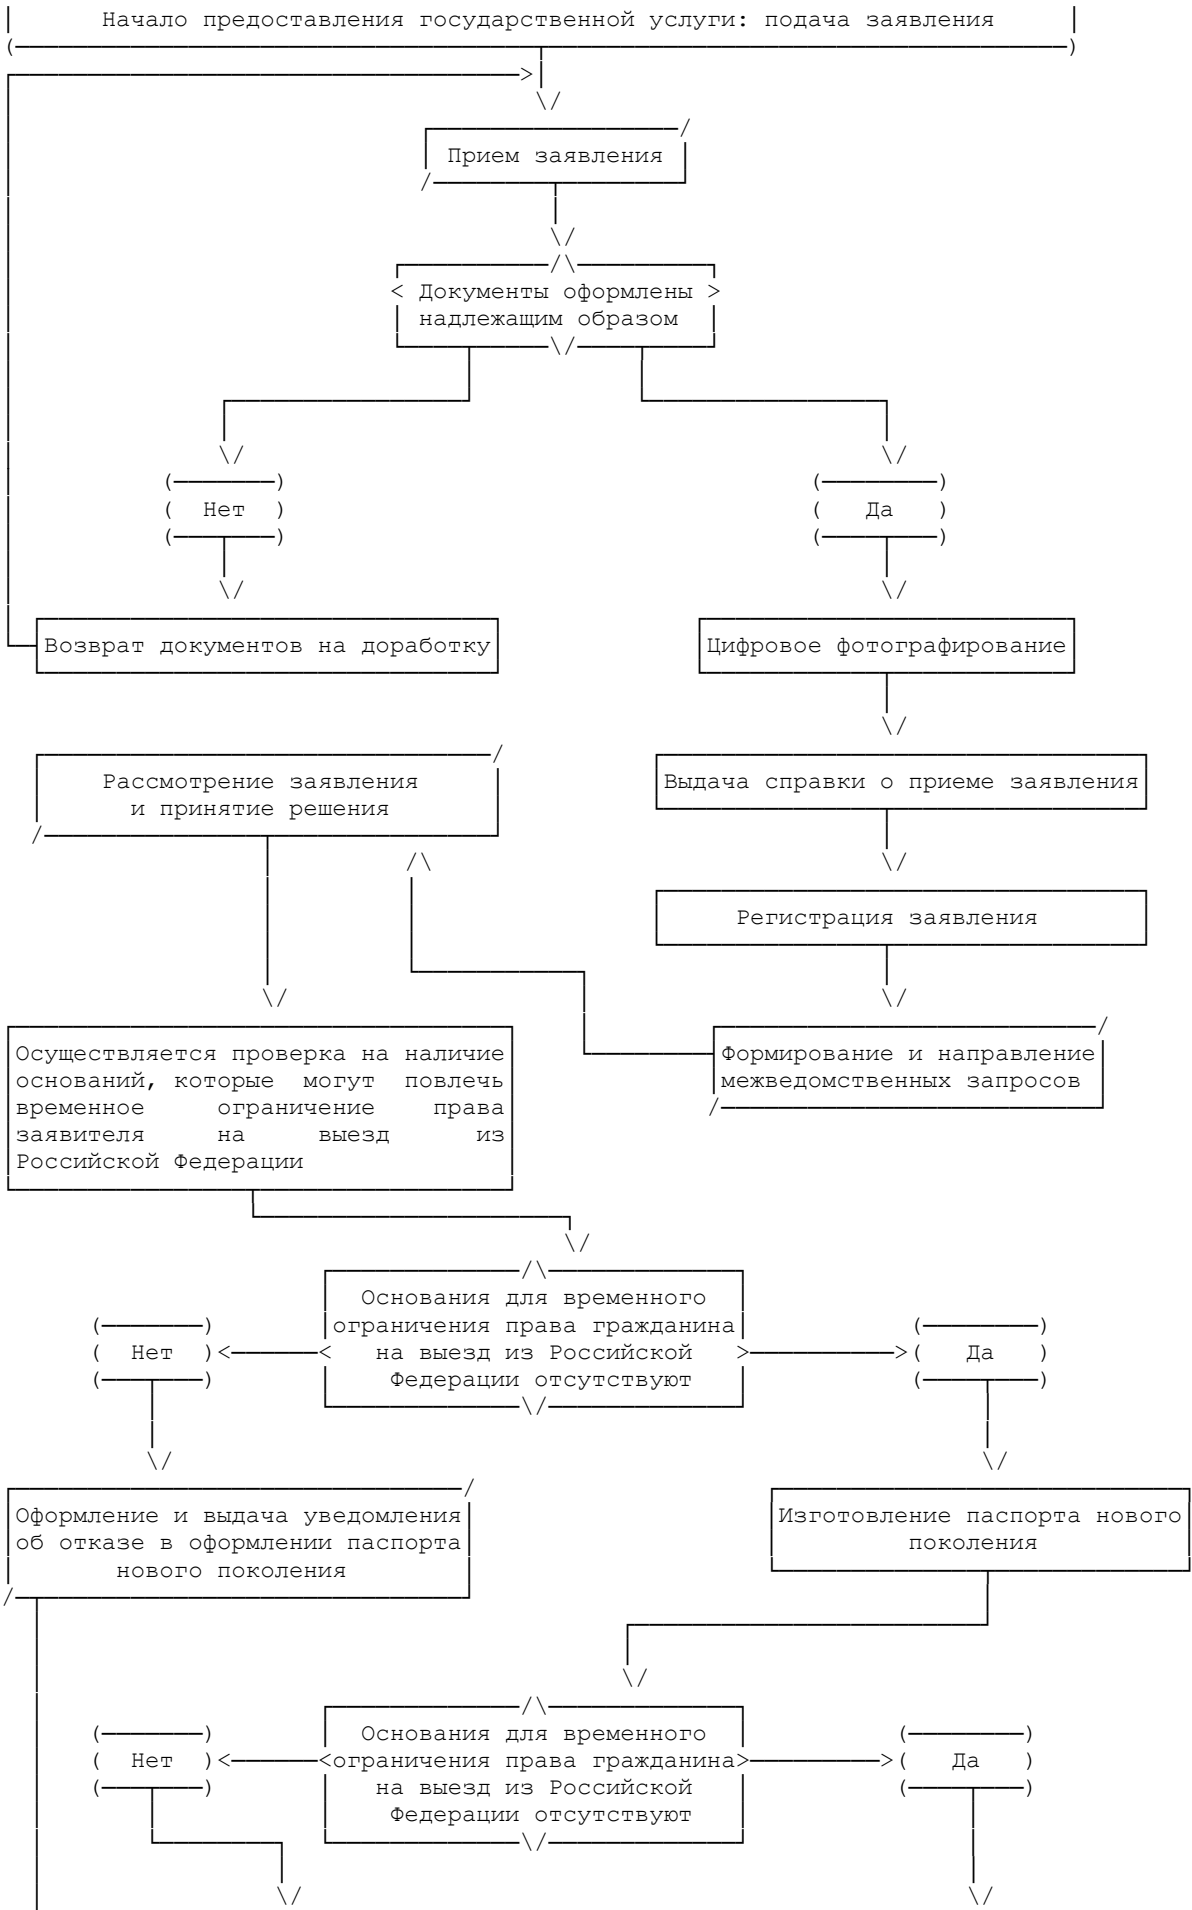 Начало предоставления государственной услуги: подача заявления
Прием заявления
Документы оформлены
надлежащим образом
Нет
Да
Возврат документов на доработку
Цифровое фотографирование
Рассмотрение заявления
и принятие решения
Выдача справки о приеме заявления
Регистрация заявления
Осуществляется проверка на наличие
оснований, которые могут повлечь
временное ограничение права
заявителя на выезд из
Российской Федерации
Формирование и направление
межведомственных запросов
Основания для временного
ограничения права гражданина
на выезд из Российской
Федерации отсутствуют
Нет
Да
Оформление и выдача уведомления
об отказе в оформлении паспорта
нового поколения
Изготовление паспорта нового
поколения
Основания для временного
ограничения права гражданина
на выезд из Российской
Федерации отсутствуют
Нет
Да